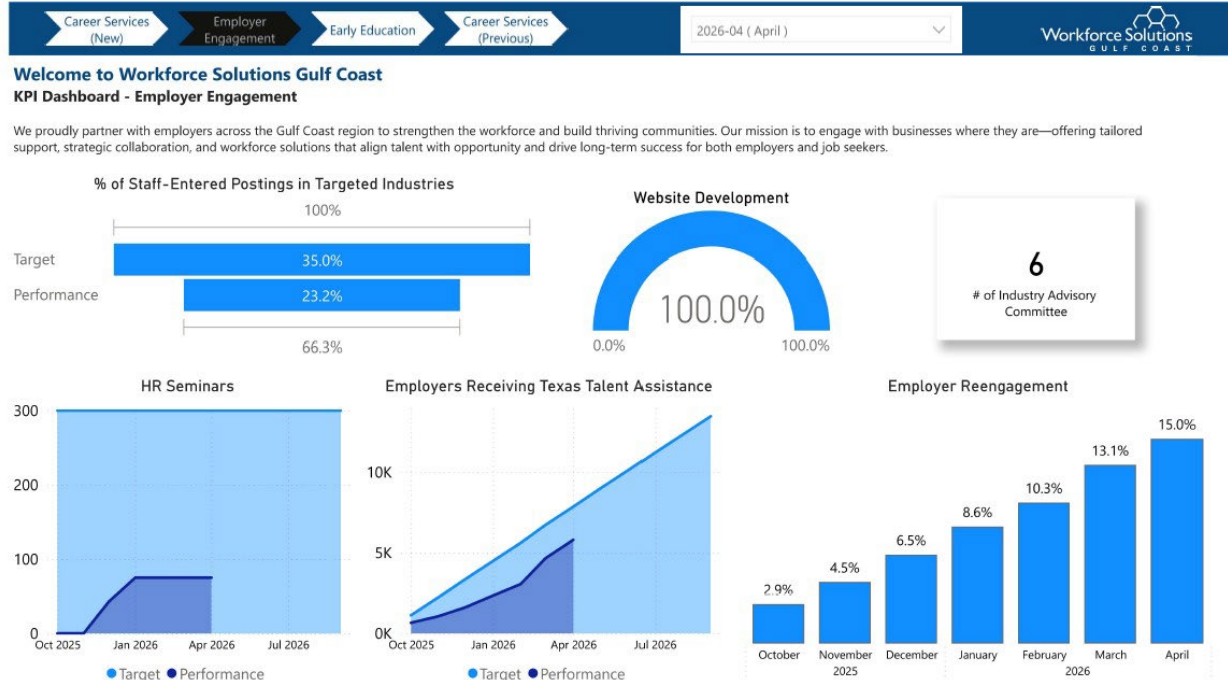 Career Services
(New)
Employer
Engagement
Early Education
Career Services
(Previous)
2026-04 ( April )
Workforce Solutions
GULF COAST
Welcome to Workforce Solutions Gulf Coast
KPI Dashboard - Employer Engagement
We proudly partner with employers across the Gulf Coast region to strengthen the workforce and build thriving communities. Our mission is to engage with businesses where they are—offering tailored
support, strategic collaboration, and workforce solutions that align talent with opportunity and drive long-term success for both employers and job seekers.
% of Staff-Entered Postings in Targeted Industries
100%
Target
35.0%
Performance
23.2%
66.3%
Website Development
100.0%
0.0%
100.0%
6
# of Industry Advisory
Committee
HR Seminars
300
200
100
0
Oct 2025
Jan 2026
Apr 2026
Jul 2026
Target
Performance
Employers Receiving Texas Talent Assistance
10K
5K
0K
Oct 2025
Jan 2026
Apr 2026
Jul 2026
Target
Performance
Employer Reengagement
2.9%
4.5%
6.5%
8.6%
10.3%
13.1%
15.0%
October
November
December
January
February
March
April
2025
2026